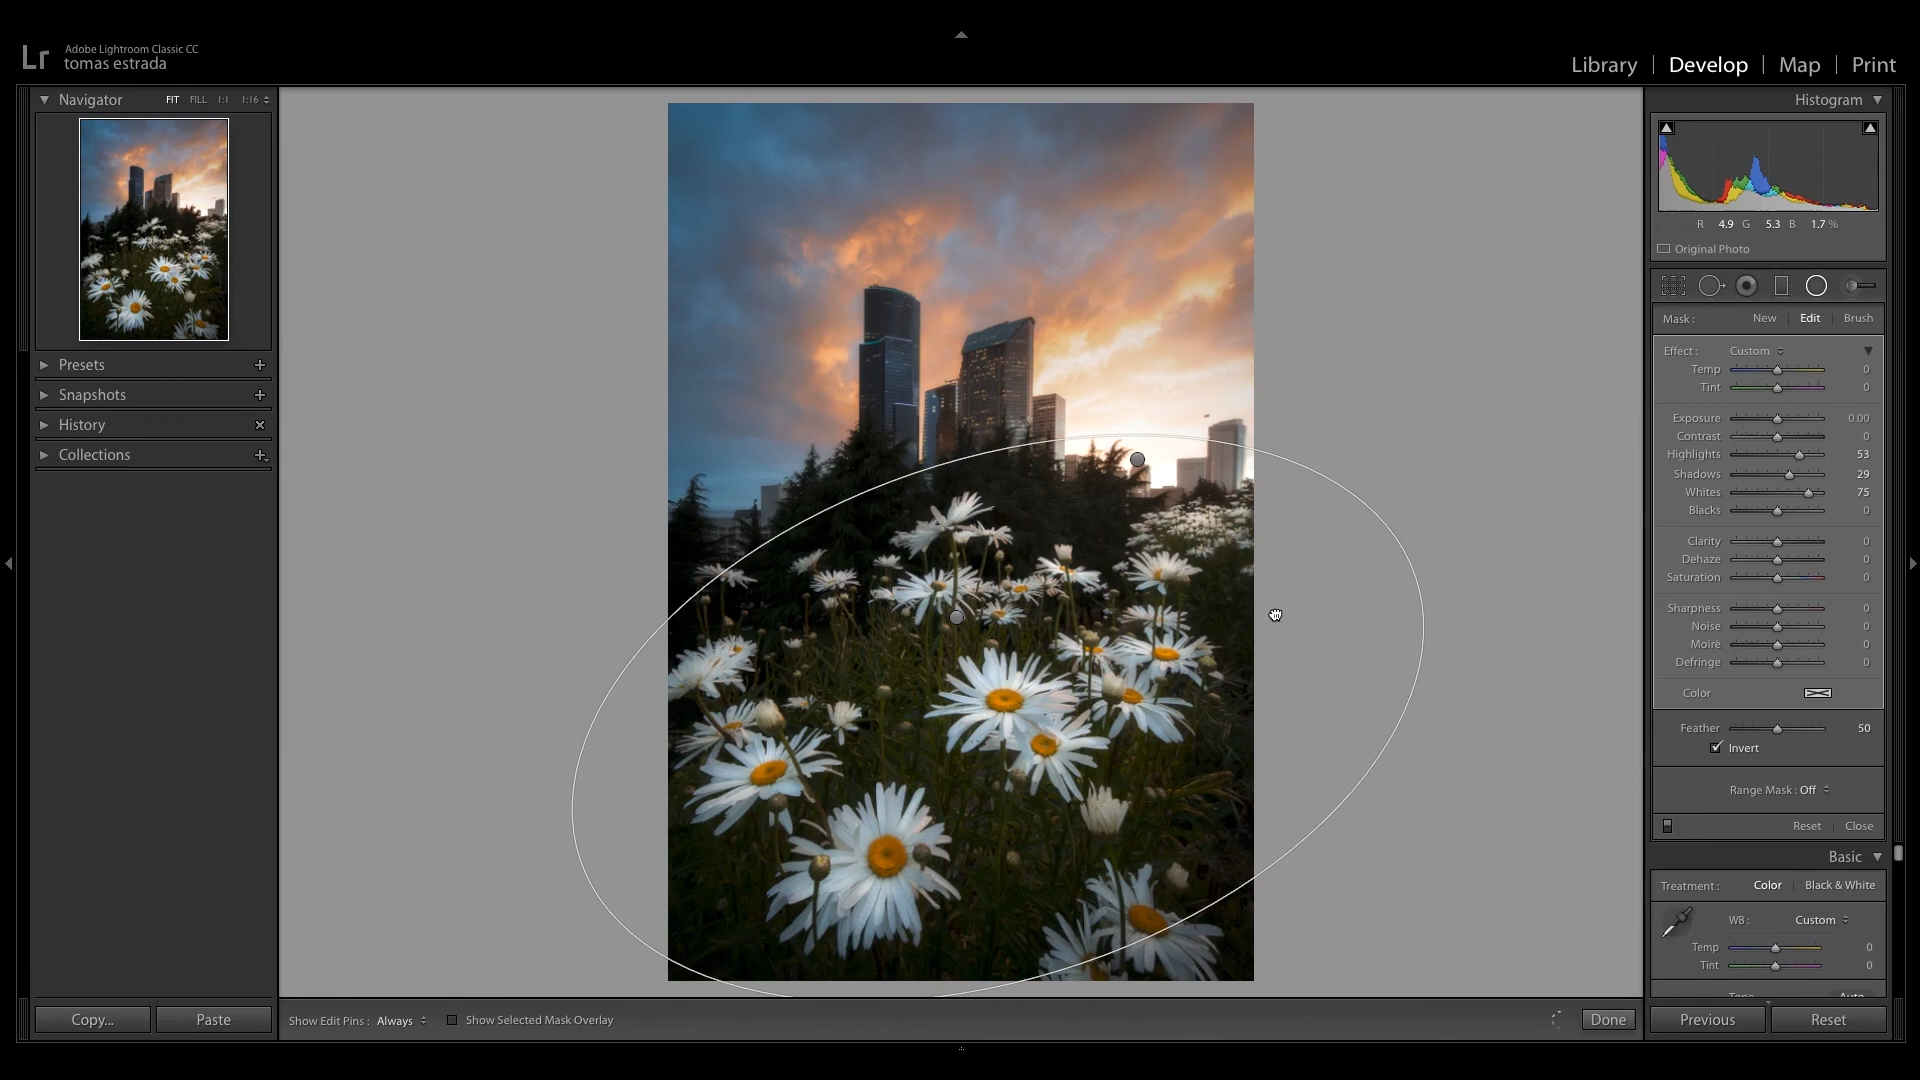 Adobe Lightroom Classic CC
Lr
tomas estrada
Library | Develop | Map | Print
Navigator FIT FILL 1:1 1:16
Presets
Snapshots
History
Collections
Copy... Paste
Show Edit Pins : Always Show Selected Mask Overlay Done
Histogram
R 4.9 G 5.3 B 1.7 %
Original Photo
Mask : New Edit Brush
Effect : Custom
Temp 0
Tint 0
Exposure 0.00
Contrast 0
Highlights 53
Shadows 29
Whites 75
Blacks 0
Clarity 0
Dehaze 0
Saturation 0
Sharpness 0
Noise 0
Moiré 0
Defringe 0
Color
Feather 50
Invert
Range Mask : Off
Reset Close
Basic
Treatment : Color Black & White
WB : Custom
Temp 0
Tint 0
Tone Auto
Previous Reset